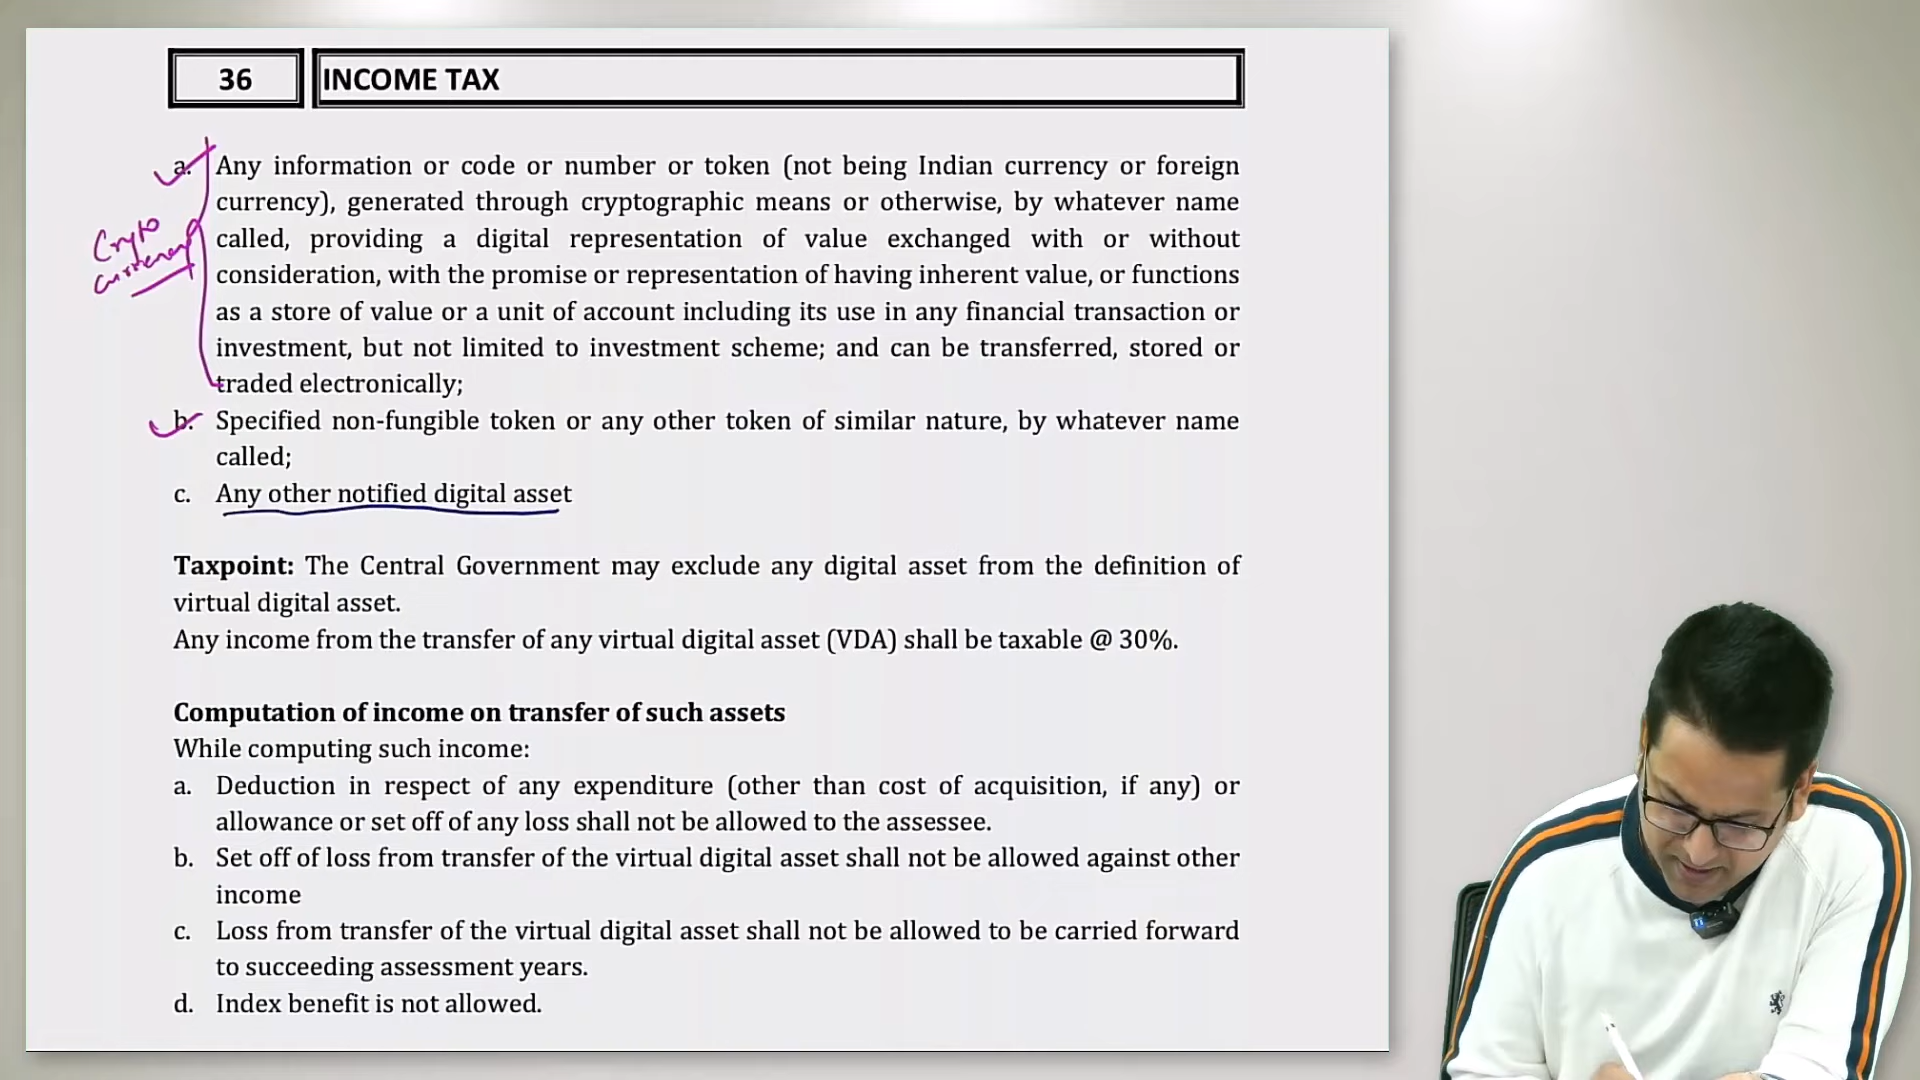 36 INCOME TAX
a. Any information or code or number or token (not being Indian currency or foreign
currency), generated through cryptographic means or otherwise, by whatever name
called, providing a digital representation of value exchanged with or without
consideration, with the promise or representation of having inherent value, or functions
as a store of value or a unit of account including its use in any financial transaction or
investment, but not limited to investment scheme; and can be transferred, stored or
traded electronically;
Cryto
currency
b. Specified non-fungible token or any other token of similar nature, by whatever name
called;
c. Any other notified digital asset
Taxpoint: The Central Government may exclude any digital asset from the definition of
virtual digital asset.
Any income from the transfer of any virtual digital asset (VDA) shall be taxable @ 30%.
Computation of income on transfer of such assets
While computing such income:
a. Deduction in respect of any expenditure (other than cost of acquisition, if any) or
allowance or set off of any loss shall not be allowed to the assessee.
b. Set off of loss from transfer of the virtual digital asset shall not be allowed against other
income
c. Loss from transfer of the virtual digital asset shall not be allowed to be carried forward
to succeeding assessment years.
d. Index benefit is not allowed.